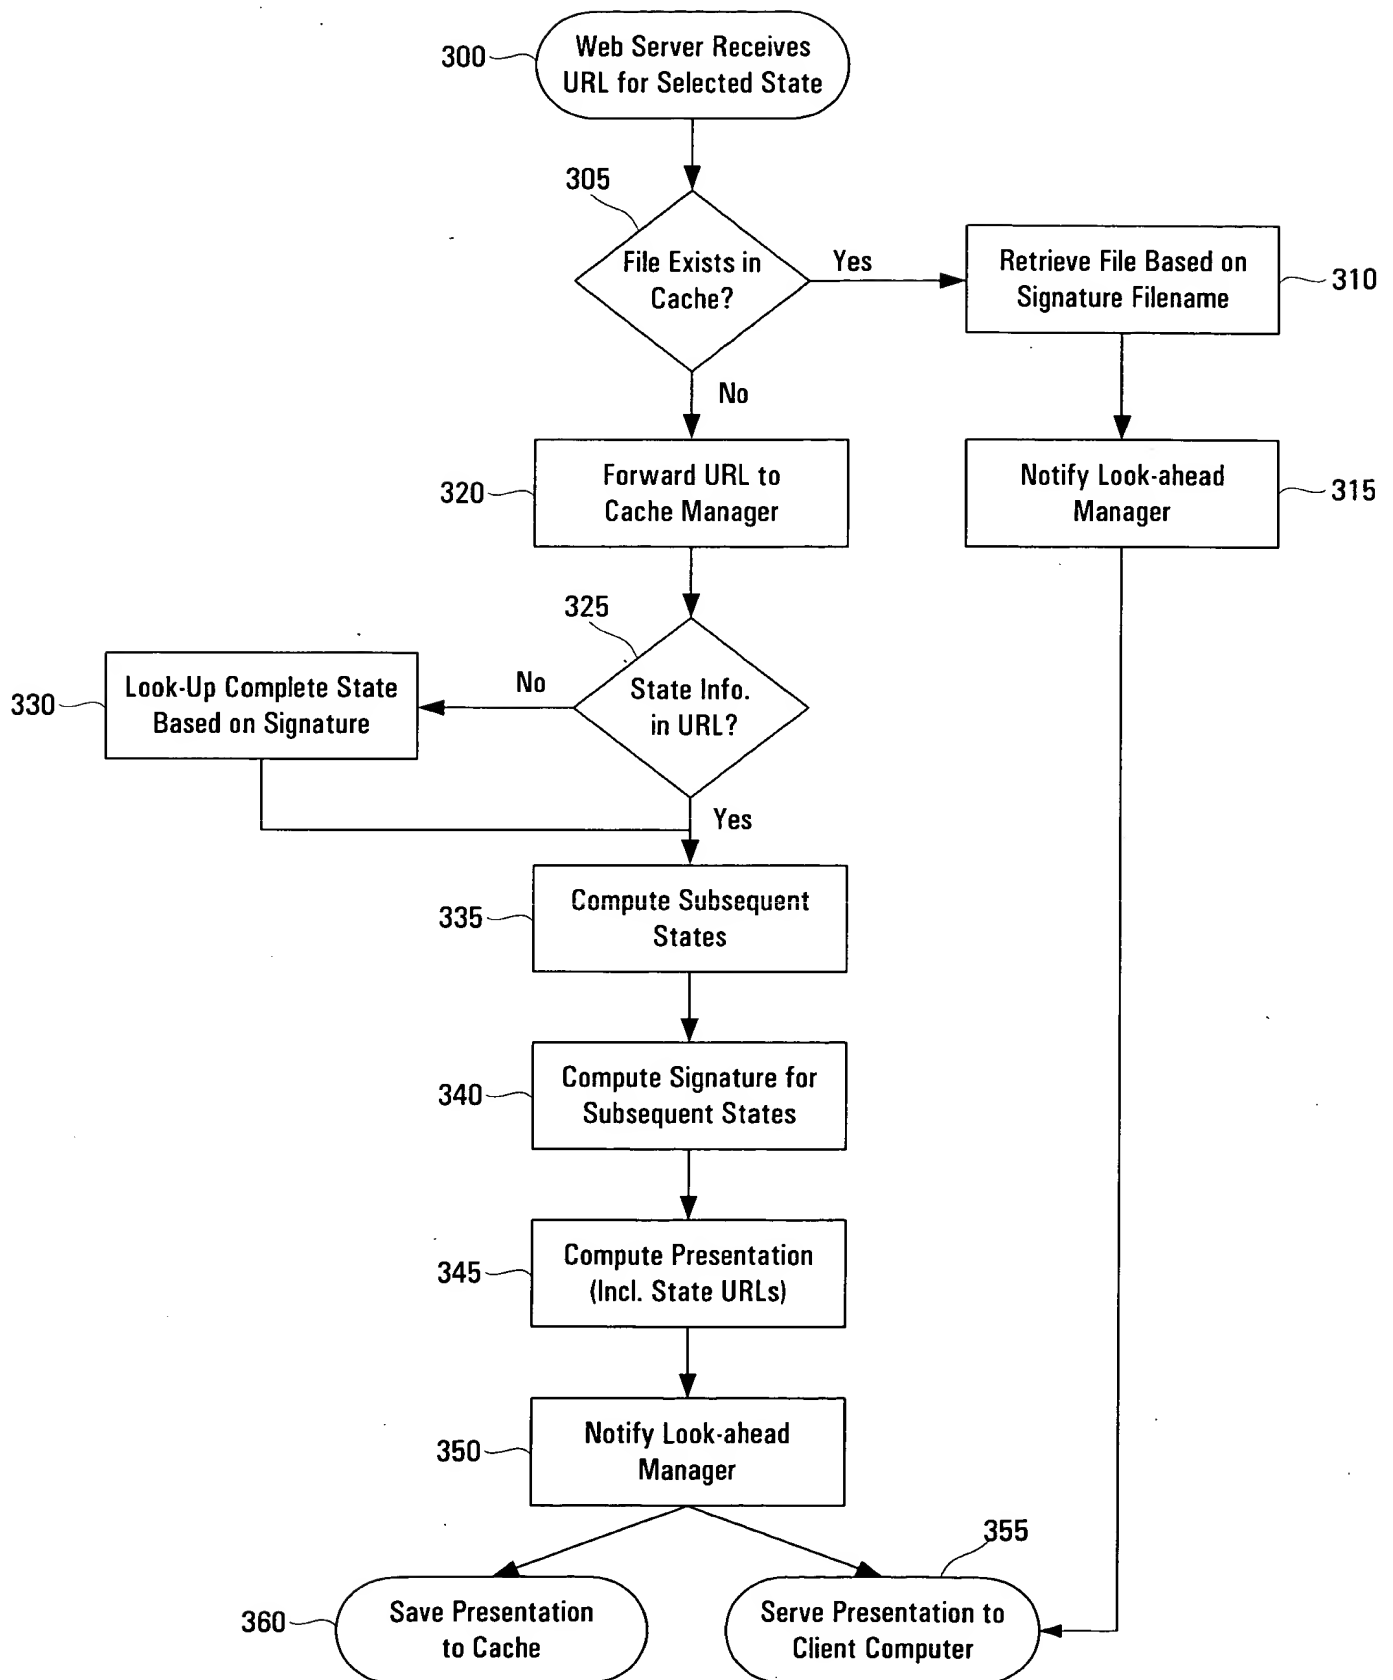 300
Web Server Receives
URL for Selected State
305
File Exists in
Cache?
Yes
Retrieve File Based on
Signature Filename
310
No
320
Forward URL to
Cache Manager
Notify Look-ahead
Manager
315
325
330
Look-Up Complete State
Based on Signature
No
State Info.
in URL?
Yes
335
Compute Subsequent
States
340
Compute Signature for
Subsequent States
345
Compute Presentation
(Incl. State URLs)
350
Notify Look-ahead
Manager
355
360
Save Presentation
to Cache
Serve Presentation to
Client Computer